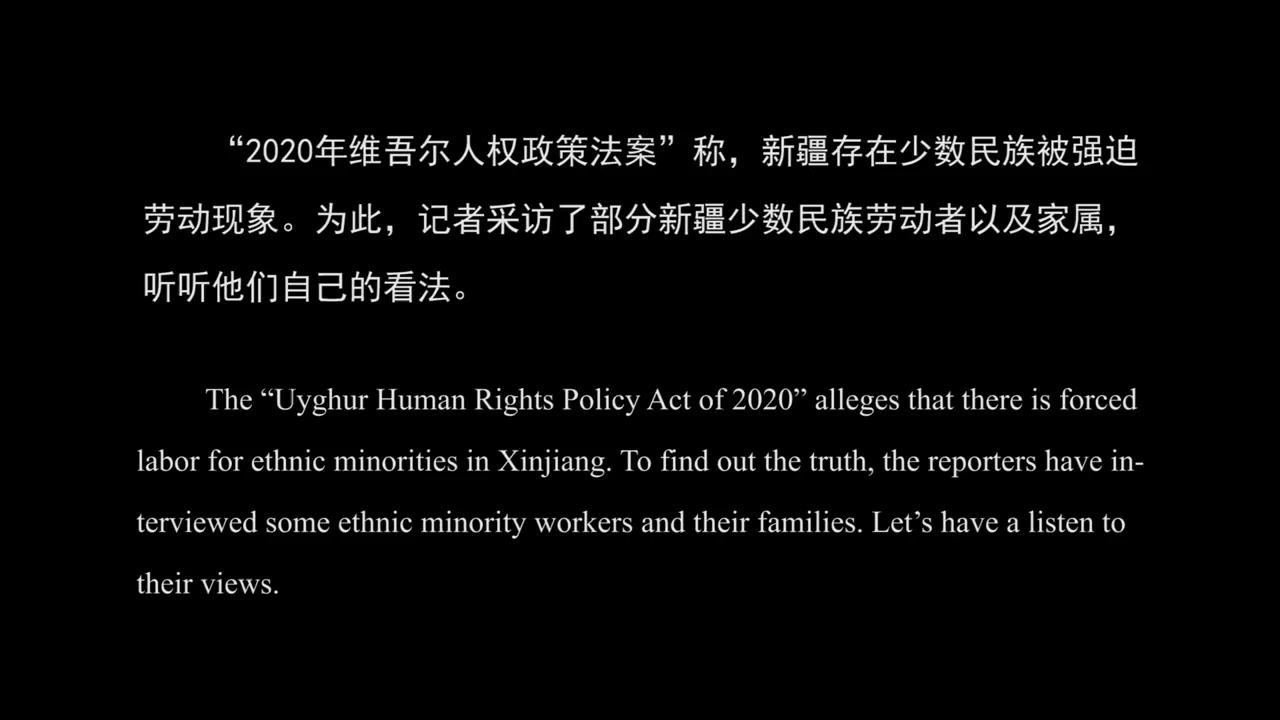 “2020年维吾尔人权政策法案”称，新疆存在少数民族被强迫
劳动现象。为此，记者采访了部分新疆少数民族劳动者以及家属，
听听他们自己的看法。
The “Uyghur Human Rights Policy Act of 2020” alleges that there is forced
labor for ethnic minorities in Xinjiang. To find out the truth, the reporters have in-
terviewed some ethnic minority workers and their families. Let’s have a listen to
their views.